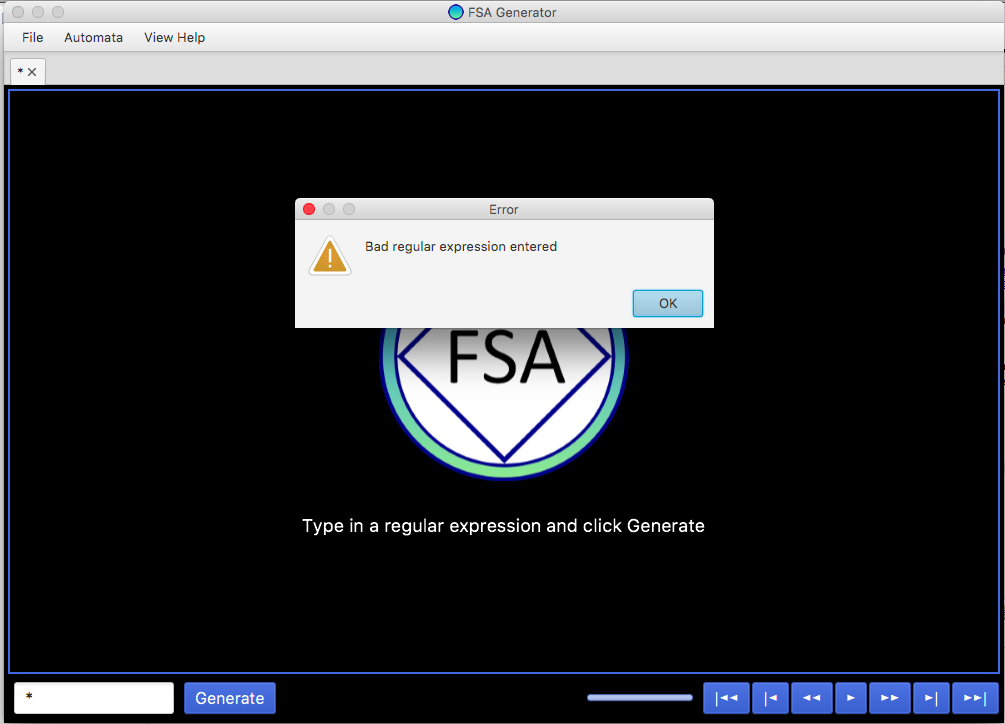 FSA Generator
File Automata View Help
*
Error
Bad regular expression entered
OK
FSA
Type in a regular expression and click Generate
*
Generate